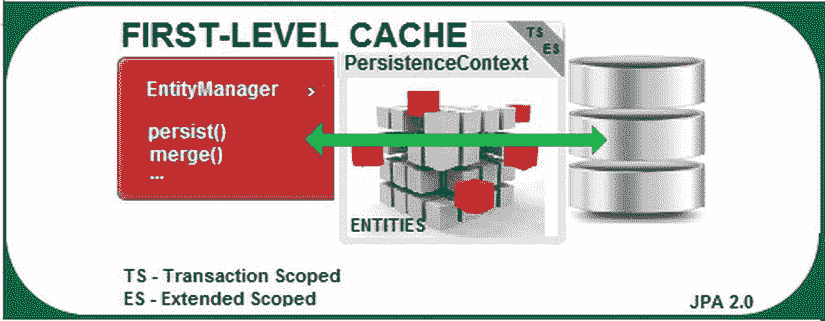 FIRST-LEVEL CACHE
TS
ES
PersistenceContext
EntityManager >
persist()
merge()
...
ENTITIES
TS - Transaction Scoped
ES - Extended Scoped
JPA 2.0